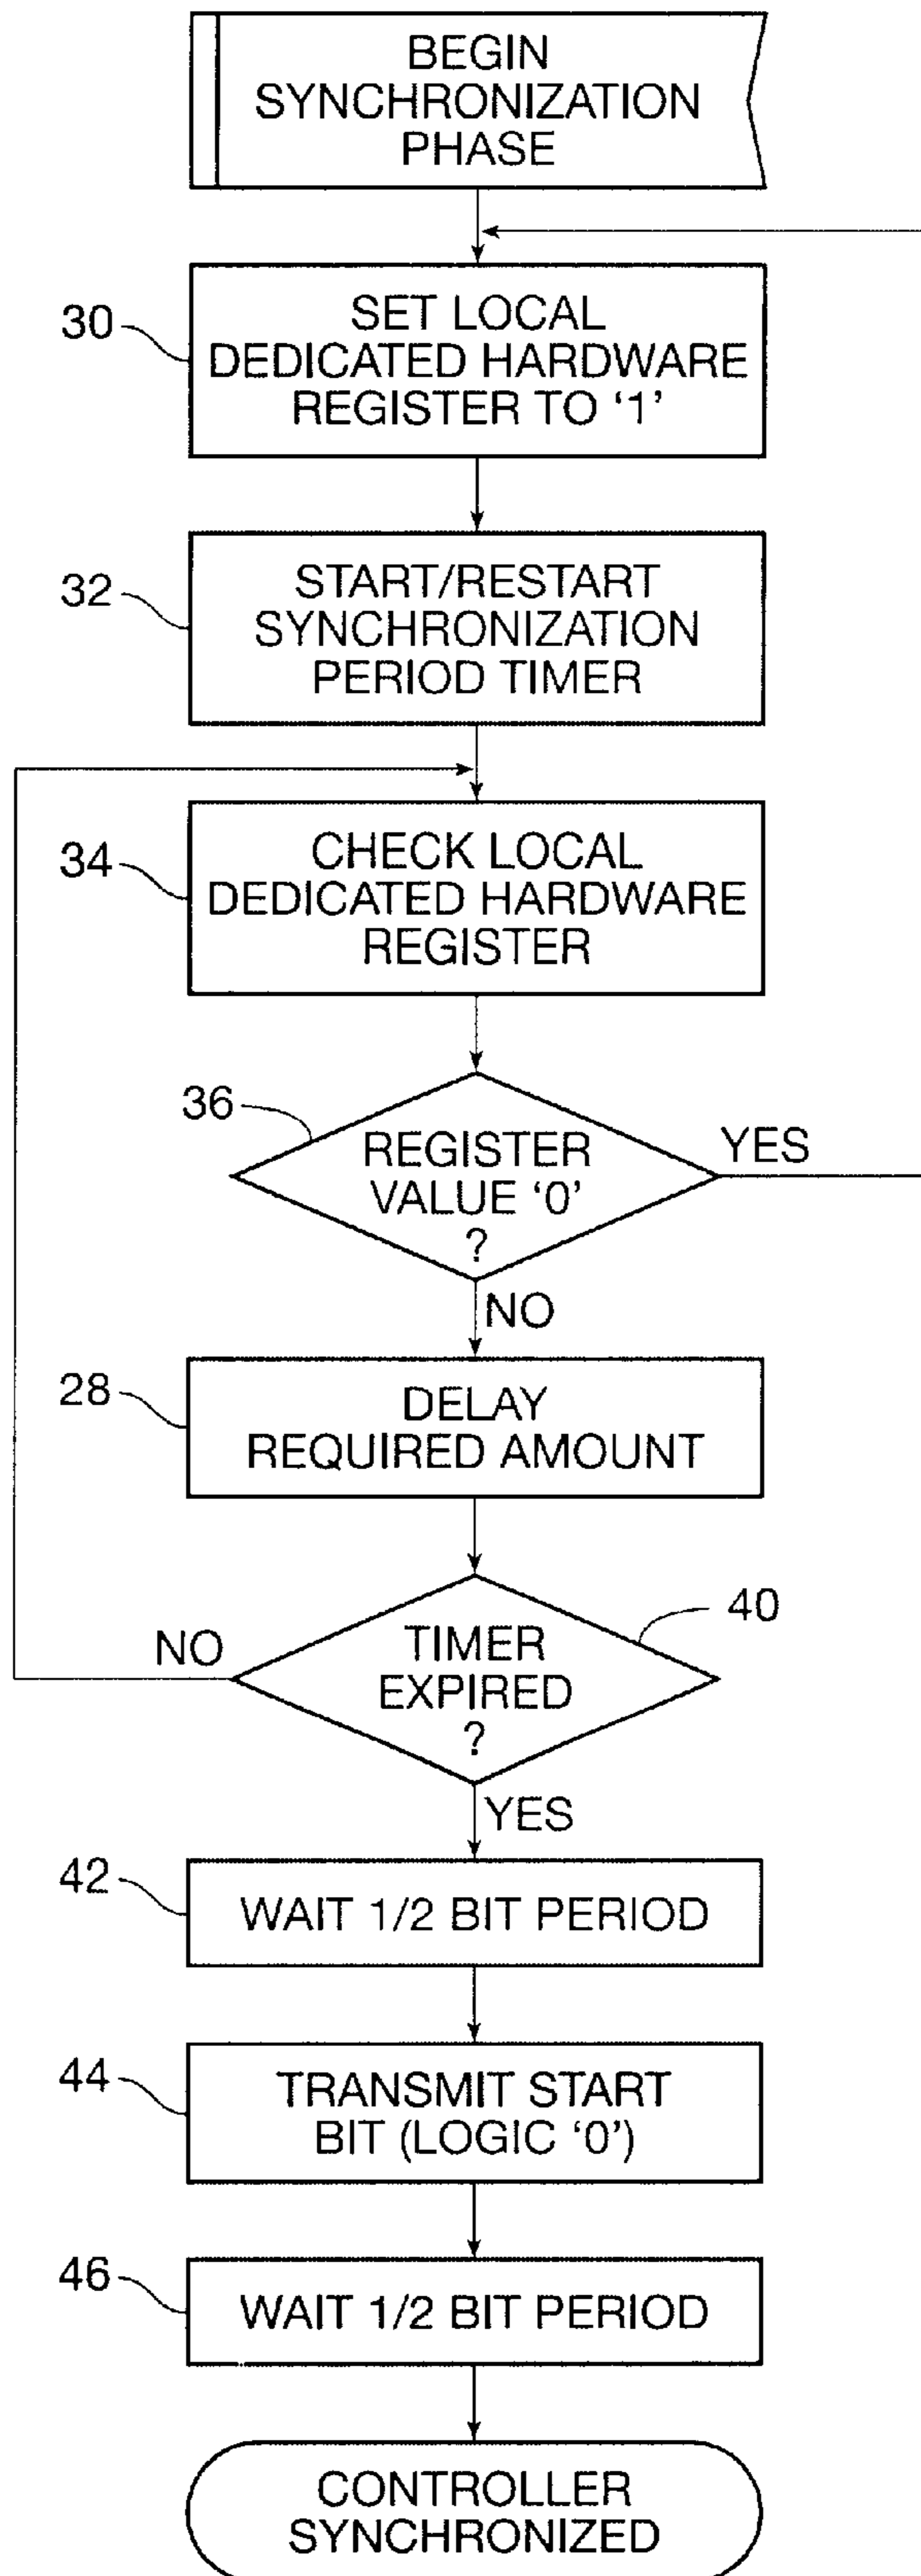 BEGIN
SYNCHRONIZATION
PHASE
30
SET LOCAL
DEDICATED HARDWARE
REGISTER TO ‘1’
32
START/RESTART
SYNCHRONIZATION
PERIOD TIMER
34
CHECK LOCAL
DEDICATED HARDWARE
REGISTER
36
REGISTER
VALUE ‘0’
?
YES
NO
28
DELAY
REQUIRED AMOUNT
40
TIMER
EXPIRED
?
NO
YES
42
WAIT 1/2 BIT PERIOD
44
TRANSMIT START
BIT (LOGIC ‘0’)
46
WAIT 1/2 BIT PERIOD
CONTROLLER
SYNCHRONIZED